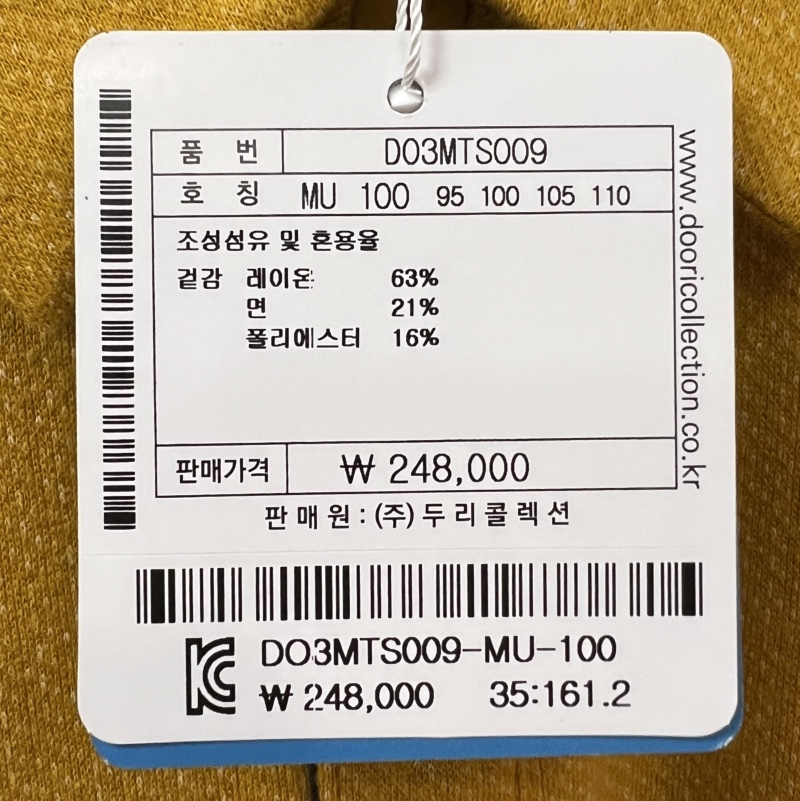 품 번 D03MTS009
호 칭 MU 100 95 100 105 110
조성섬유 및 혼용율
겉감 레이온 63%
면 21%
폴리에스터 16%
판매가격 ₩ 248,000
판 매 원 : (주) 두 리 콜 렉 션
www.dooricollection.co.kr
KC D03MTS009-MU-100
₩ 248,000 35:161.2